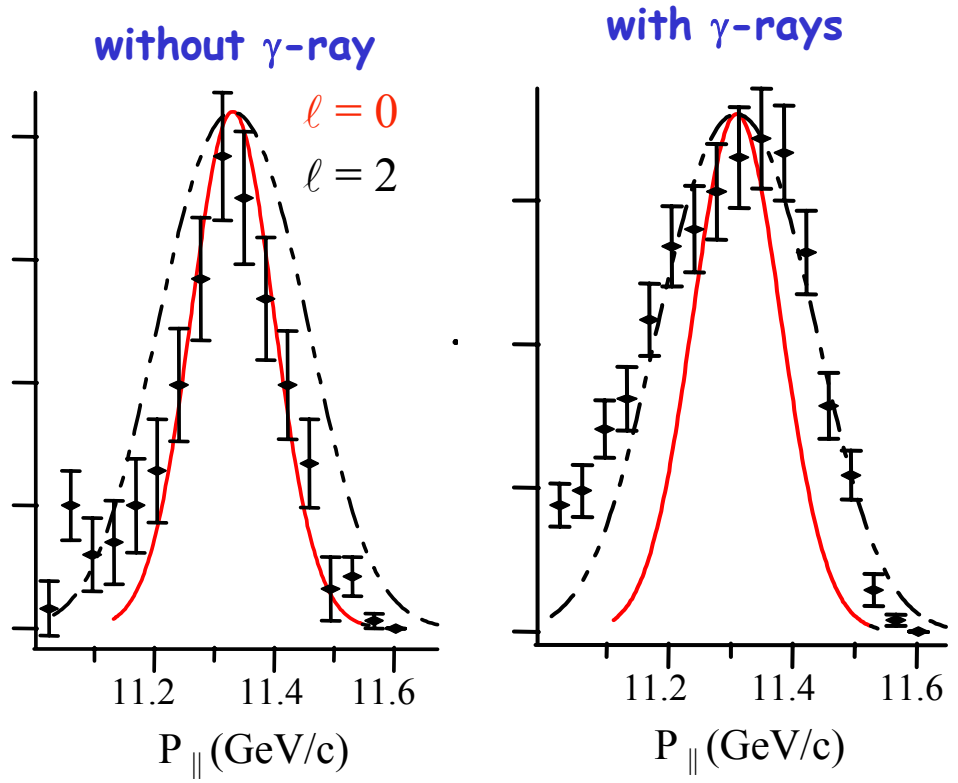 without γ-ray
ℓ = 0
ℓ = 2
11.2 11.4 11.6
P∥ (GeV/c)
with γ-rays
11.2 11.4 11.6
P∥ (GeV/c)